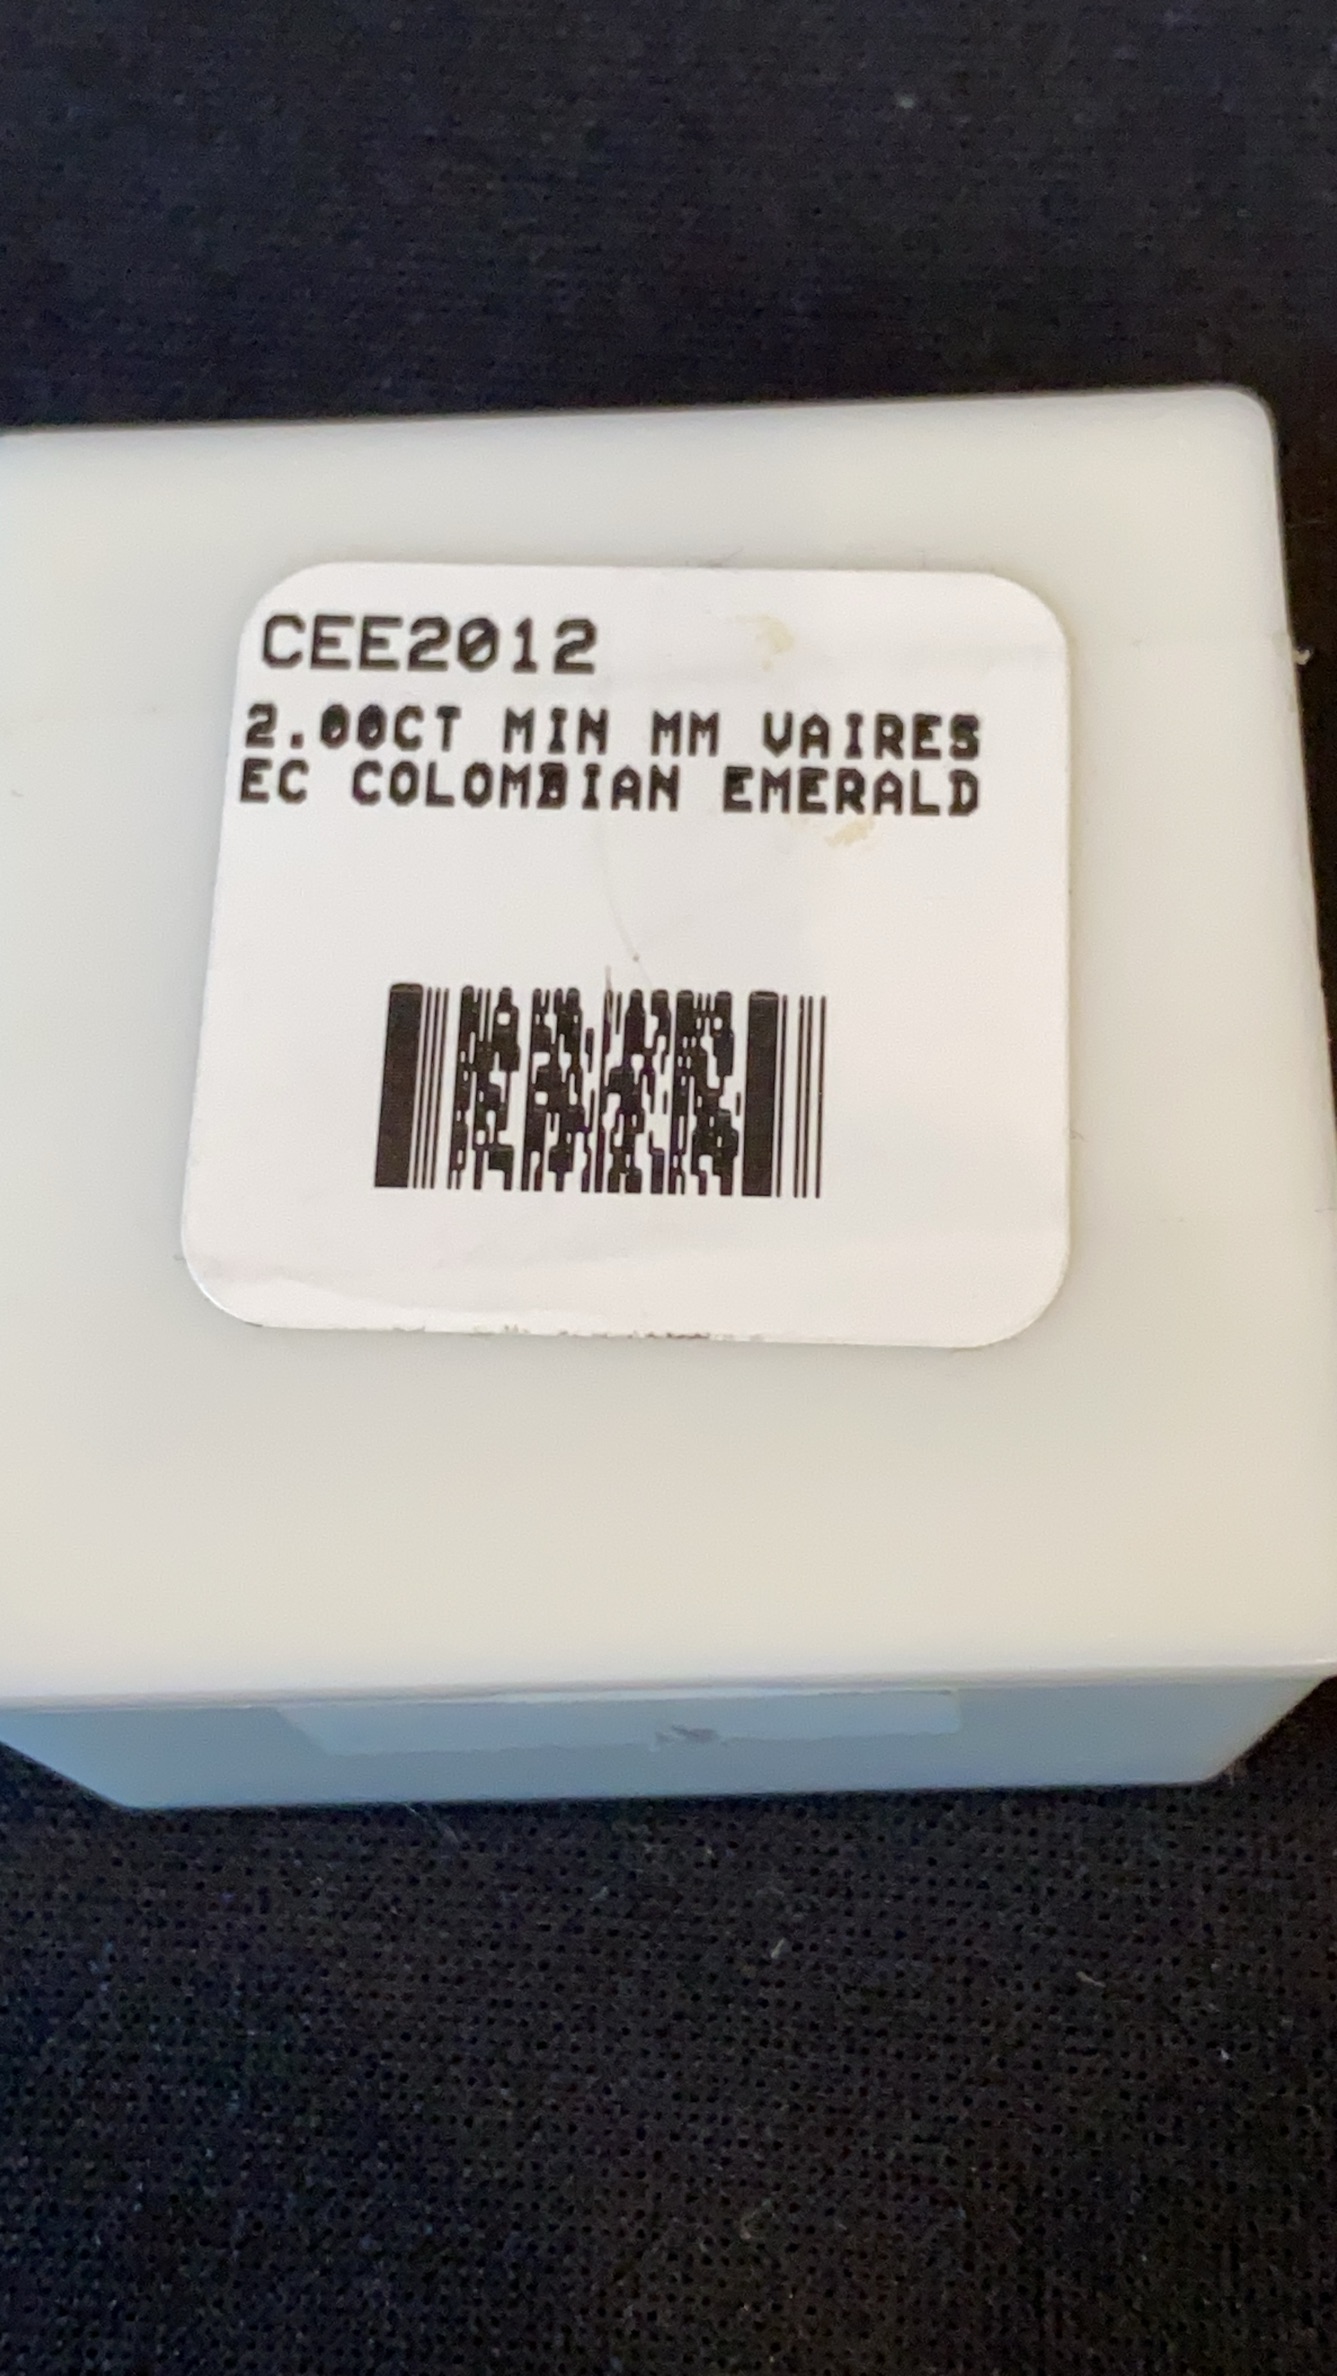 CEE2012
2.00CT MIN MM VAIRES
EC COLOMBIAN EMERALD